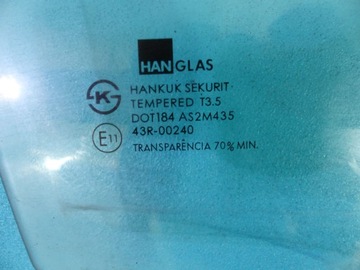 HANGLAS
HANKUK SEKURIT
TEMPERED T3.5
DOT184 AS2M435
43R-00240
E11
TRANSPARÊNCIA 70% MIN.